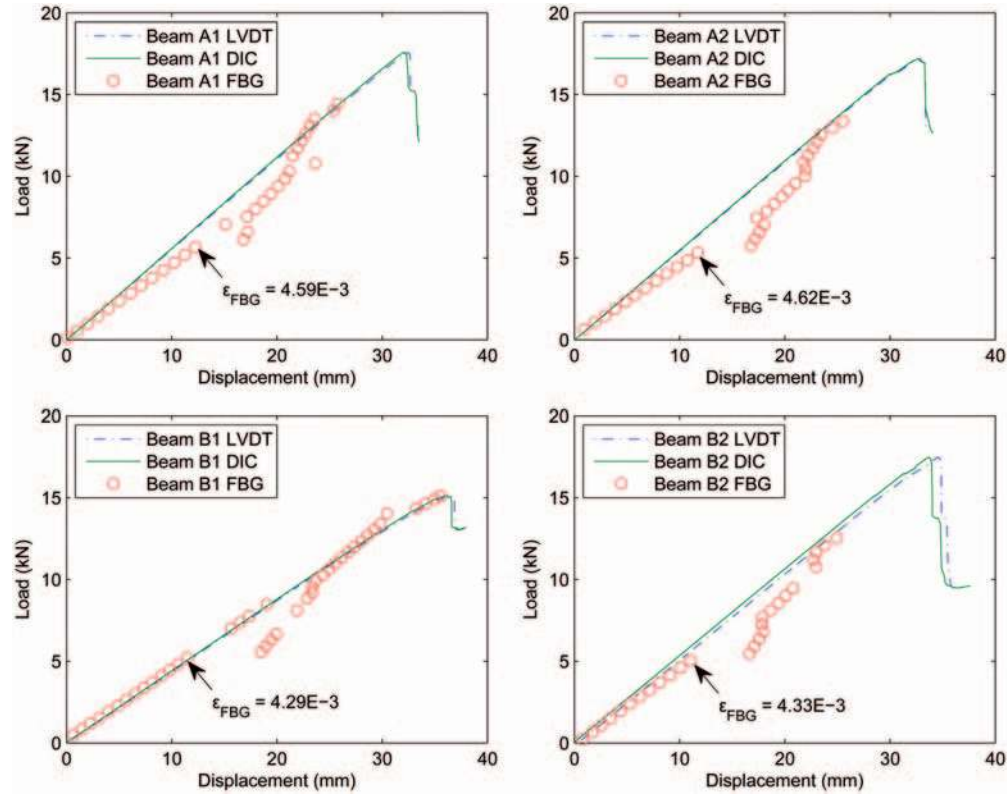 20
15
10
5
0
Load (kN)
Beam A1 LVDT
Beam A1 DIC
Beam A1 FBG
εFBG = 4.59E−3
0 10 20 30 40
Displacement (mm)
20
15
10
5
0
Load (kN)
Beam A2 LVDT
Beam A2 DIC
Beam A2 FBG
εFBG = 4.62E−3
0 10 20 30 40
Displacement (mm)
20
15
10
5
0
Load (kN)
Beam B1 LVDT
Beam B1 DIC
Beam B1 FBG
εFBG = 4.29E−3
0 10 20 30 40
Displacement (mm)
20
15
10
5
0
Load (kN)
Beam B2 LVDT
Beam B2 DIC
Beam B2 FBG
εFBG = 4.33E−3
0 10 20 30 40
Displacement (mm)